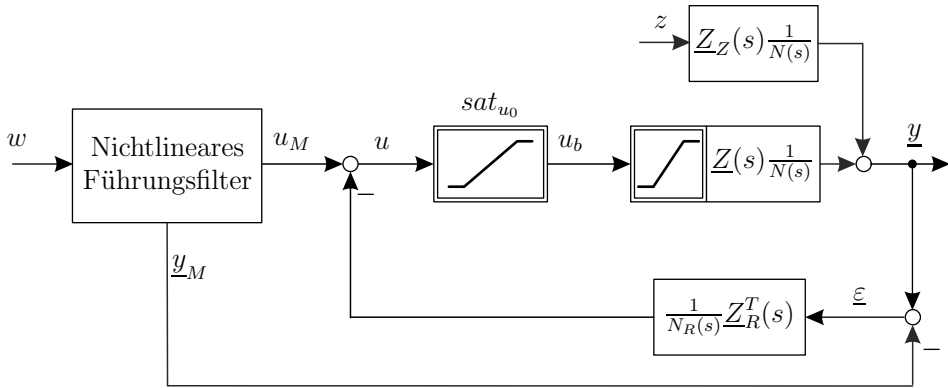 z
Z_Z(s) 1/N(s)
sat_{u_0}
w
Nichtlineares
Führungsfilter
u_M
u
u_b
Z(s) 1/N(s)
y
−
y_M
1/N_R(s) Z_R^T(s)
ε
−